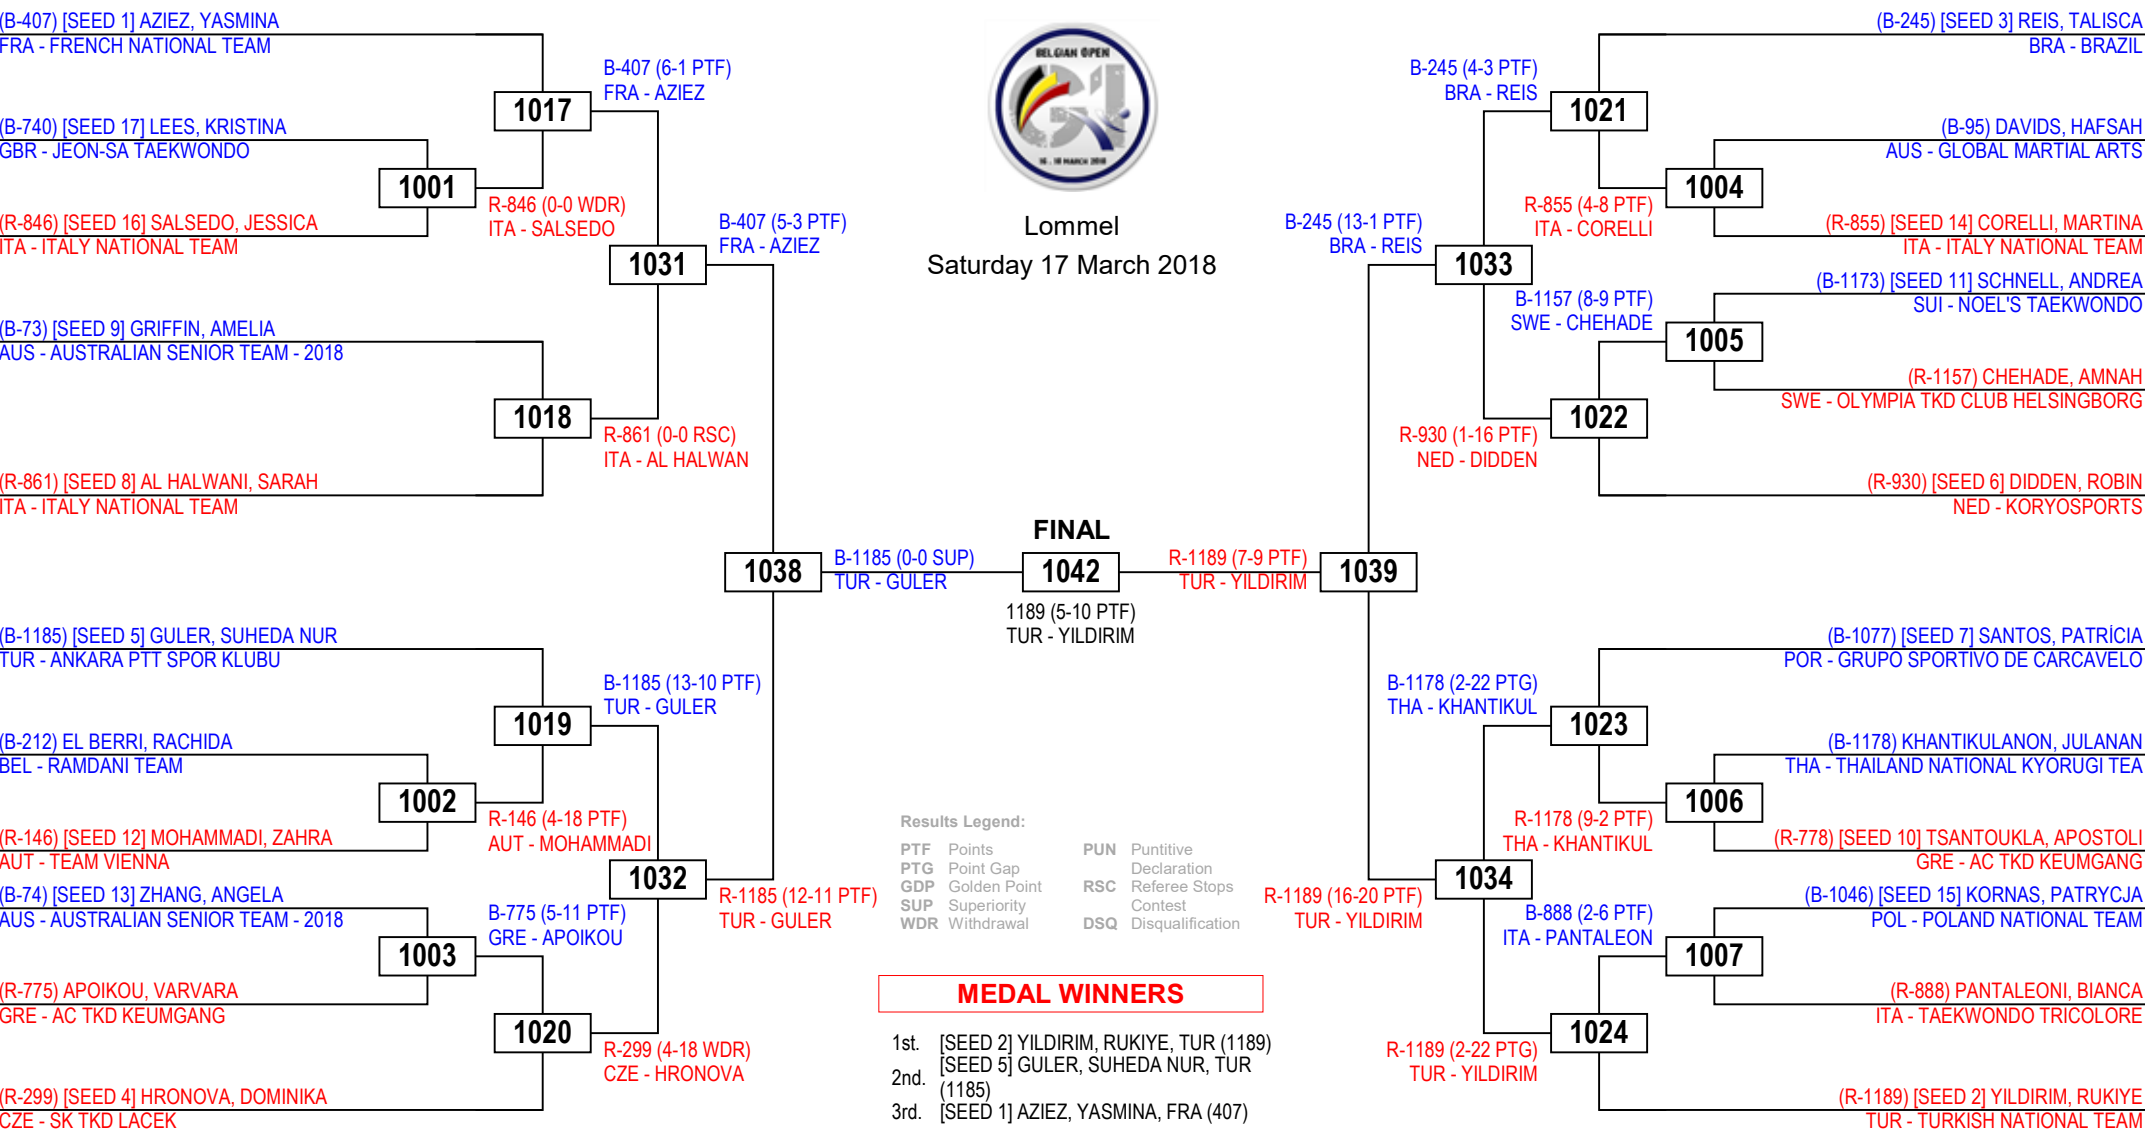 (B-407) [SEED 1] AZIEZ, YASMINA
FRA - FRENCH NATIONAL TEAM
(B-740) [SEED 17] LEES, KRISTINA
GBR - JEON-SA TAEKWONDO
(R-846) [SEED 16] SALSEDO, JESSICA
ITA - ITALY NATIONAL TEAM
(B-73) [SEED 9] GRIFFIN, AMELIA
AUS - AUSTRALIAN SENIOR TEAM - 2018
(R-861) [SEED 8] AL HALWANI, SARAH
ITA - ITALY NATIONAL TEAM
(B-1185) [SEED 5] GULER, SUHEDA NUR
TUR - ANKARA PTT SPOR KLUBU
(B-212) EL BERRI, RACHIDA
BEL - RAMDANI TEAM
(R-146) [SEED 12] MOHAMMADI, ZAHRA
AUT - TEAM VIENNA
(B-74) [SEED 13] ZHANG, ANGELA
AUS - AUSTRALIAN SENIOR TEAM - 2018
(R-775) APOIKOU, VARVARA
GRE - AC TKD KEUMGANG
(R-299) [SEED 4] HRONOVA, DOMINIKA
CZE - SK TKD LACEK
1001
1002
1003
R-846 (0-0 WDR)
ITA - SALSEDO
R-146 (4-18 PTF)
AUT - MOHAMMADI
B-775 (5-11 PTF)
GRE - APOIKOU
1017
1018
1019
1020
B-407 (6-1 PTF)
FRA - AZIEZ
R-861 (0-0 RSC)
ITA - AL HALWAN
B-1185 (13-10 PTF)
TUR - GULER
R-299 (4-18 WDR)
CZE - HRONOVA
1031
1032
B-407 (5-3 PTF)
FRA - AZIEZ
R-1185 (12-11 PTF)
TUR - GULER
1038
B-1185 (0-0 SUP)
TUR - GULER
BELGIAN OPEN
G1
16 - 18 MARCH 2018
Lommel
Saturday 17 March 2018
FINAL
1042
1189 (5-10 PTF)
TUR - YILDIRIM
Results Legend:
PTF Points
PTG Point Gap
GDP Golden Point
SUP Superiority
WDR Withdrawal
PUN Puntitive
Declaration
RSC Referee Stops
Contest
DSQ Disqualification
MEDAL WINNERS
1st. [SEED 2] YILDIRIM, RUKIYE, TUR (1189)
2nd. [SEED 5] GULER, SUHEDA NUR, TUR
(1185)
3rd. [SEED 1] AZIEZ, YASMINA, FRA (407)
R-1189 (7-9 PTF)
TUR - YILDIRIM
1039
B-245 (13-1 PTF)
BRA - REIS
R-1189 (16-20 PTF)
TUR - YILDIRIM
1033
1034
B-245 (4-3 PTF)
BRA - REIS
R-930 (1-16 PTF)
NED - DIDDEN
B-1178 (2-22 PTG)
THA - KHANTIKUL
R-1189 (2-22 PTG)
TUR - YILDIRIM
1021
1022
1023
1024
R-855 (4-8 PTF)
ITA - CORELLI
B-1157 (8-9 PTF)
SWE - CHEHADE
R-1178 (9-2 PTF)
THA - KHANTIKUL
B-888 (2-6 PTF)
ITA - PANTALEON
1004
1005
1006
1007
(B-245) [SEED 3] REIS, TALISCA
BRA - BRAZIL
(B-95) DAVIDS, HAFSAH
AUS - GLOBAL MARTIAL ARTS
(R-855) [SEED 14] CORELLI, MARTINA
ITA - ITALY NATIONAL TEAM
(B-1173) [SEED 11] SCHNELL, ANDREA
SUI - NOEL'S TAEKWONDO
(R-1157) CHEHADE, AMNAH
SWE - OLYMPIA TKD CLUB HELSINGBORG
(R-930) [SEED 6] DIDDEN, ROBIN
NED - KORYOSPORTS
(B-1077) [SEED 7] SANTOS, PATRÍCIA
POR - GRUPO SPORTIVO DE CARCAVELO
(B-1178) KHANTIKULANON, JULANAN
THA - THAILAND NATIONAL KYORUGI TEA
(R-778) [SEED 10] TSANTOUKLA, APOSTOLI
GRE - AC TKD KEUMGANG
(B-1046) [SEED 15] KORNAS, PATRYCJA
POL - POLAND NATIONAL TEAM
(R-888) PANTALEONI, BIANCA
ITA - TAEKWONDO TRICOLORE
(R-1189) [SEED 2] YILDIRIM, RUKIYE
TUR - TURKISH NATIONAL TEAM